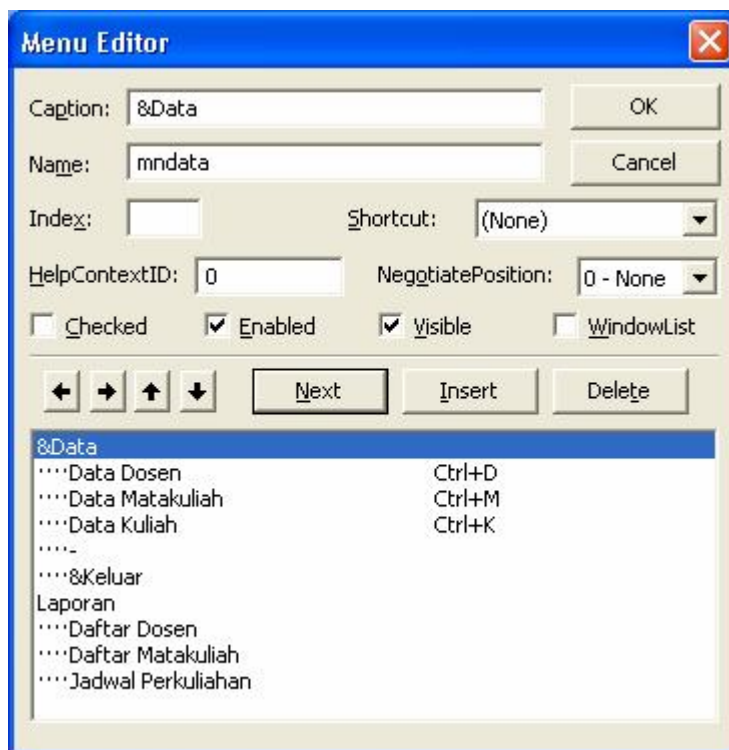 Menu Editor
Caption: &Data OK
Name: mndata Cancel
Index: Shortcut: (None)
HelpContextID: 0 NegotiatePosition: 0 - None
Checked Enabled Visible WindowList
Next Insert Delete
&Data
····Data Dosen Ctrl+D
····Data Matakuliah Ctrl+M
····Data Kuliah Ctrl+K
····-
····&Keluar
Laporan
····Daftar Dosen
····Daftar Matakuliah
····Jadwal Perkuliahan